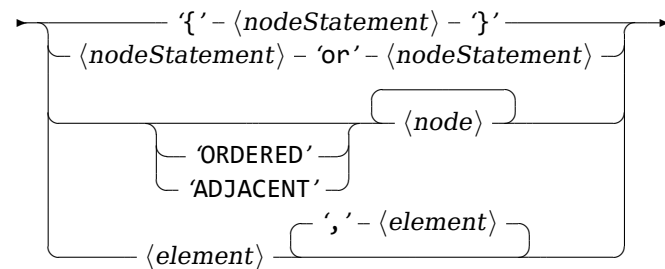 ‘{’ – ⟨nodeStatement⟩ – ‘}’
⟨nodeStatement⟩ – ‘or’ – ⟨nodeStatement⟩
⟨node⟩
‘ORDERED’
‘ADJACENT’
‘,’ – ⟨element⟩
⟨element⟩